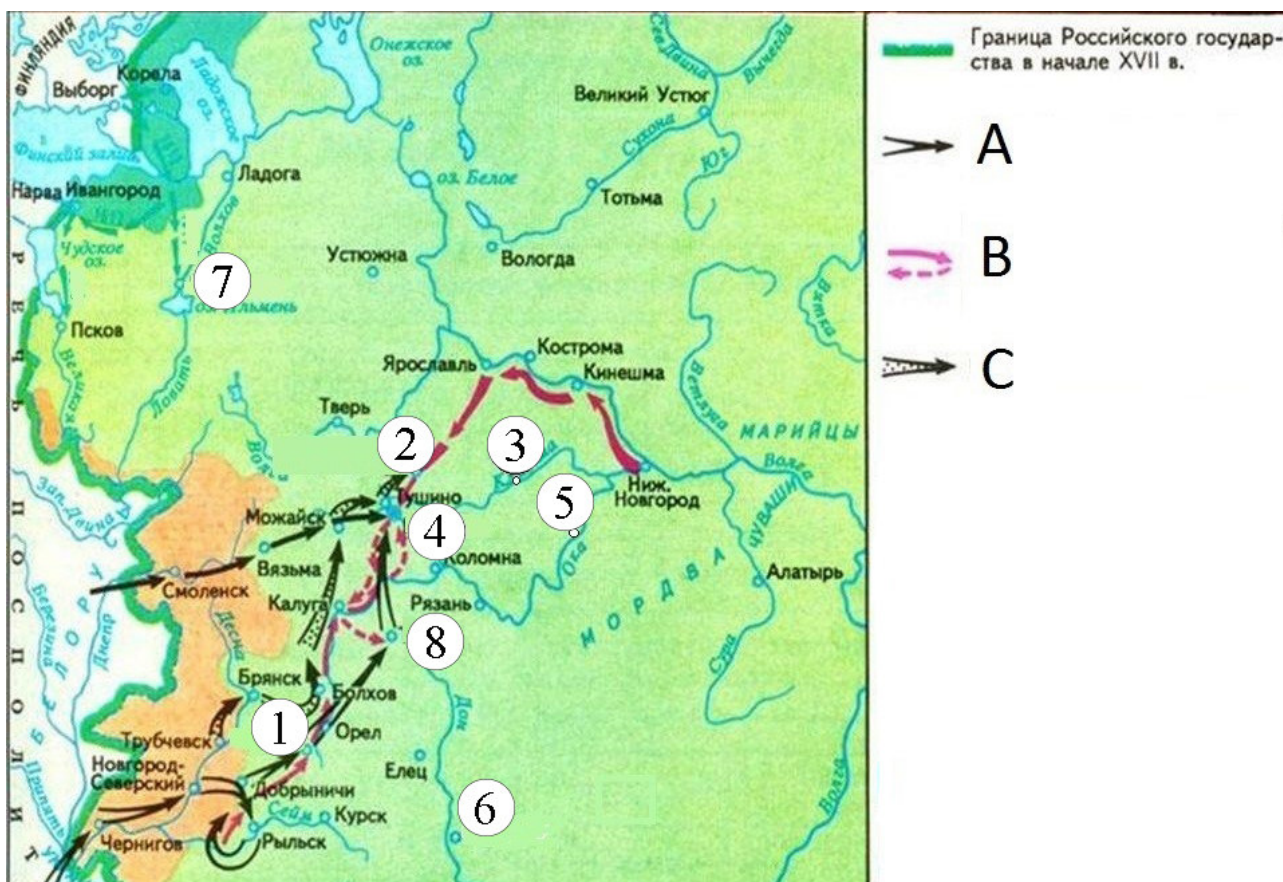 ФИНЛЯНДИЯ
Корела
Выборг
Ладожское
оз.
Онежское
оз.
Сев. Двина
Вычегда
Великий Устюг
Сухона
Юг
Финский залив
Нарва
Ивангород
Ладога
Волхов
оз. Белое
Тотьма
Чудское
оз.
Устюжна
Вологда
Вятка
7
оз. Ильмень
Псков
Ловать
Ярославль
Кострома
Кинешма
Ветлуга
МАРИЙЦЫ
Тверь
2
3
Волга
Ниж.
Новгород
ЧУВАШИ
Зап. Двина
Тушино
5
Можайск
4
Вязьма
Коломна
Ока
МОРДВА
Алатырь
Смоленск
Днепр
Березина
Калуга
Рязань
8
Десна
Сура
Брянск
Болхов
1
Орел
Дон
Трубчевск
Новгород-
Северский
Добрыничи
Елец
6
Волга
Припять
Чернигов
Сейм
Курск
Рыльск
РЕЧЬ ПОСПОЛИТ
Граница Российского государ-
ства в начале XVII в.
A
B
C